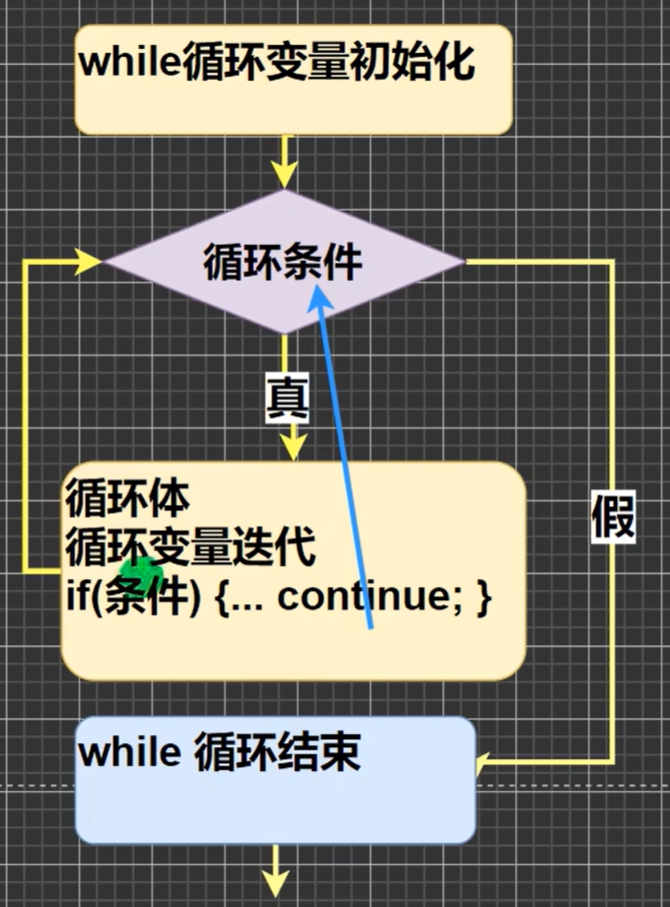 while循环变量初始化
循环条件
真
循环体
循环变量迭代
if(条件) {... continue; }
假
while 循环结束